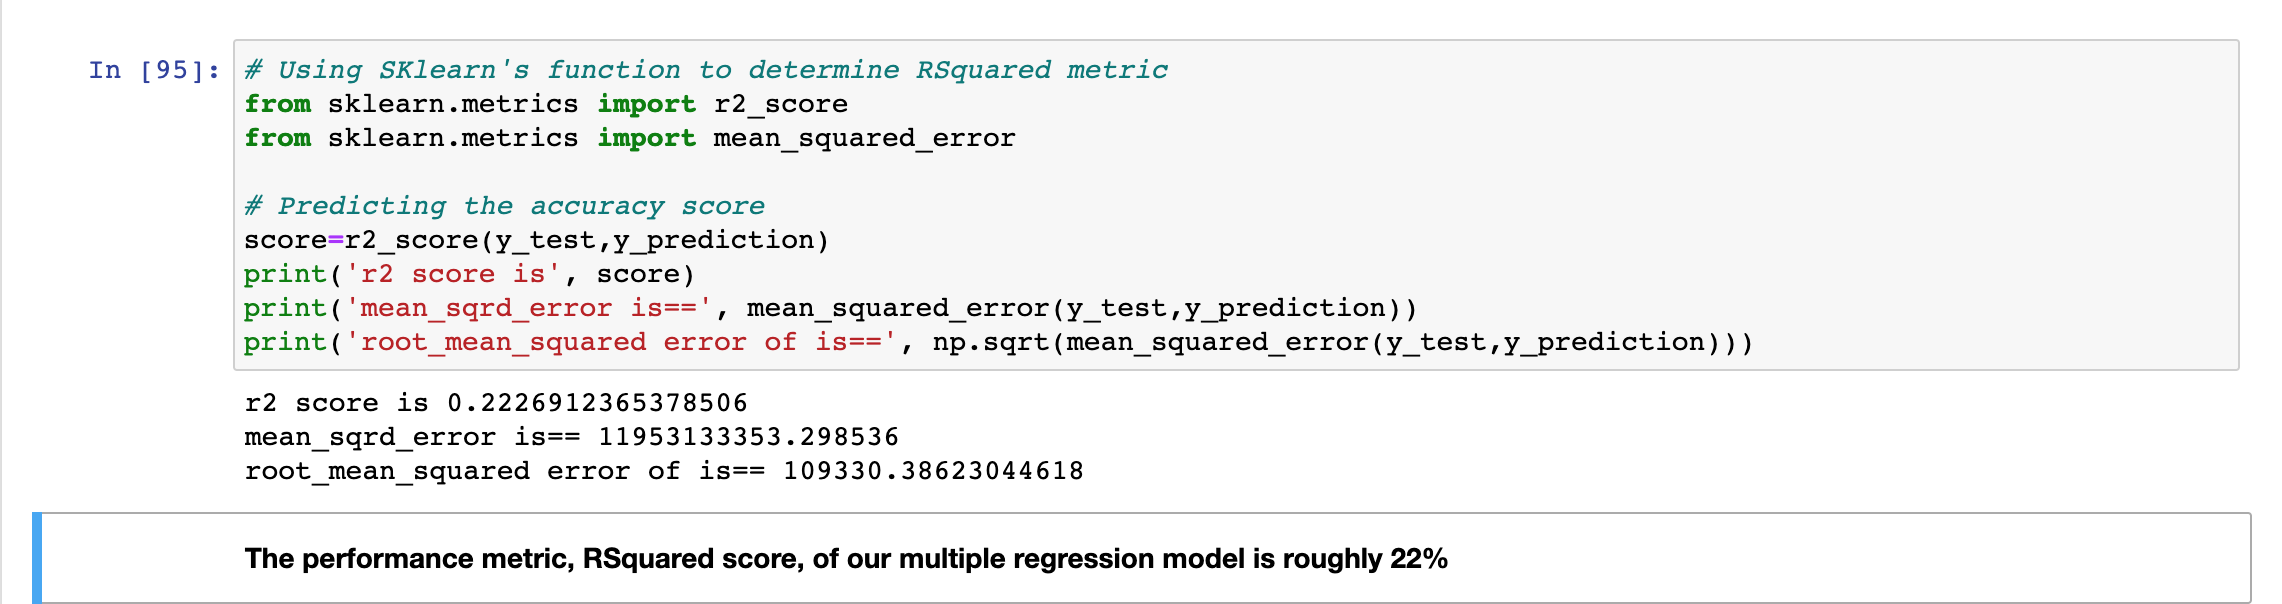 In [95]:
# Using SKlearn's function to determine RSquared metric
from sklearn.metrics import r2_score
from sklearn.metrics import mean_squared_error
# Predicting the accuracy score
score=r2_score(y_test,y_prediction)
print('r2 score is', score)
print('mean_sqrd_error is==', mean_squared_error(y_test,y_prediction))
print('root_mean_squared error of is==', np.sqrt(mean_squared_error(y_test,y_prediction)))
r2 score is 0.2226912365378506
mean_sqrd_error is== 11953133353.298536
root_mean_squared error of is== 109330.38623044618
The performance metric, RSquared score, of our multiple regression model is roughly 22%